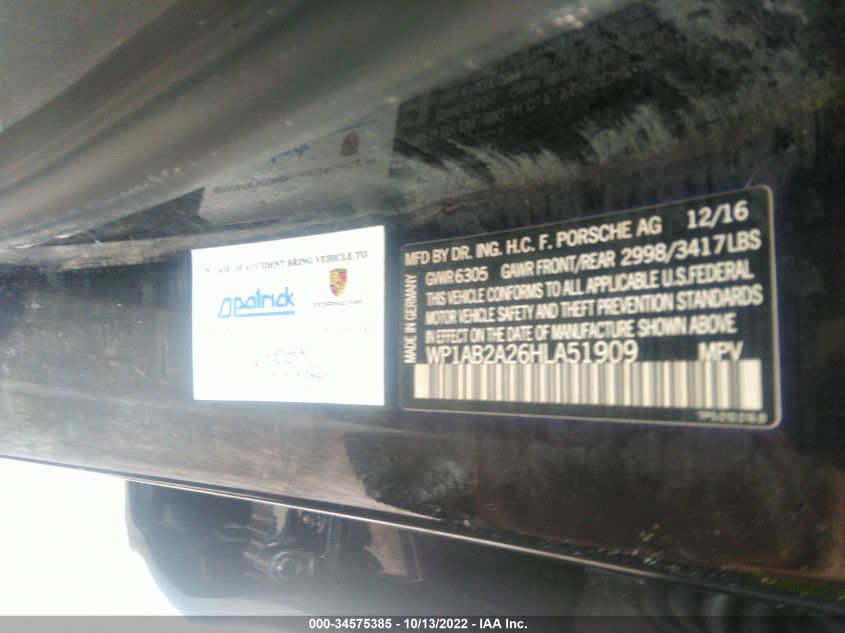 IN CASE OF ACCIDENT BRING VEHICLE TO
patrick
PORSCHE
MFD BY DR. ING. H.C. F. PORSCHE AG 12/16
GVWR 6305 GAWR FRONT/REAR 2998/3417LBS
THIS VEHICLE CONFORMS TO ALL APPLICABLE U.S.FEDERAL
MOTOR VEHICLE SAFETY AND THEFT PREVENTION STANDARDS
IN EFFECT ON THE DATE OF MANUFACTURE SHOWN ABOVE
WP1AB2A26HLA51909 MPV
MADE IN GERMANY
000-34575385 - 10/13/2022 - IAA Inc.